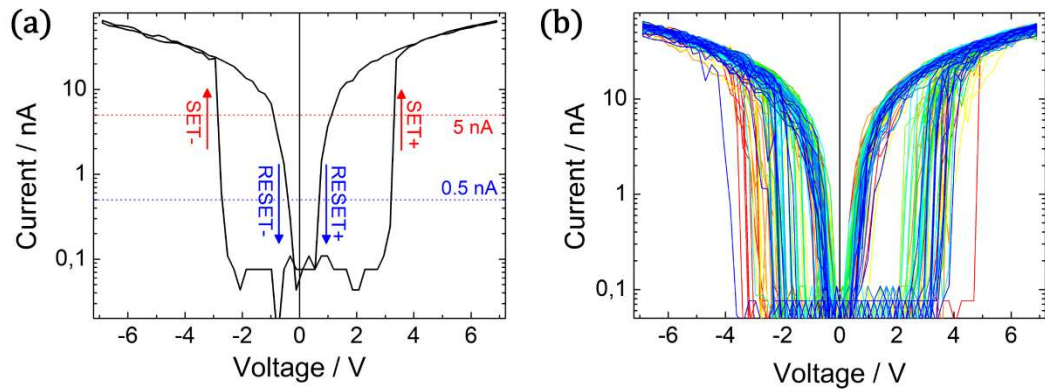 (a)
Current / nA
10
1
0,1
SET-
SET+
5 nA
0.5 nA
RESET-
RESET+
-6 -4 -2 0 2 4 6
Voltage / V
(b)
Current / nA
10
1
0,1
-6 -4 -2 0 2 4 6
Voltage / V